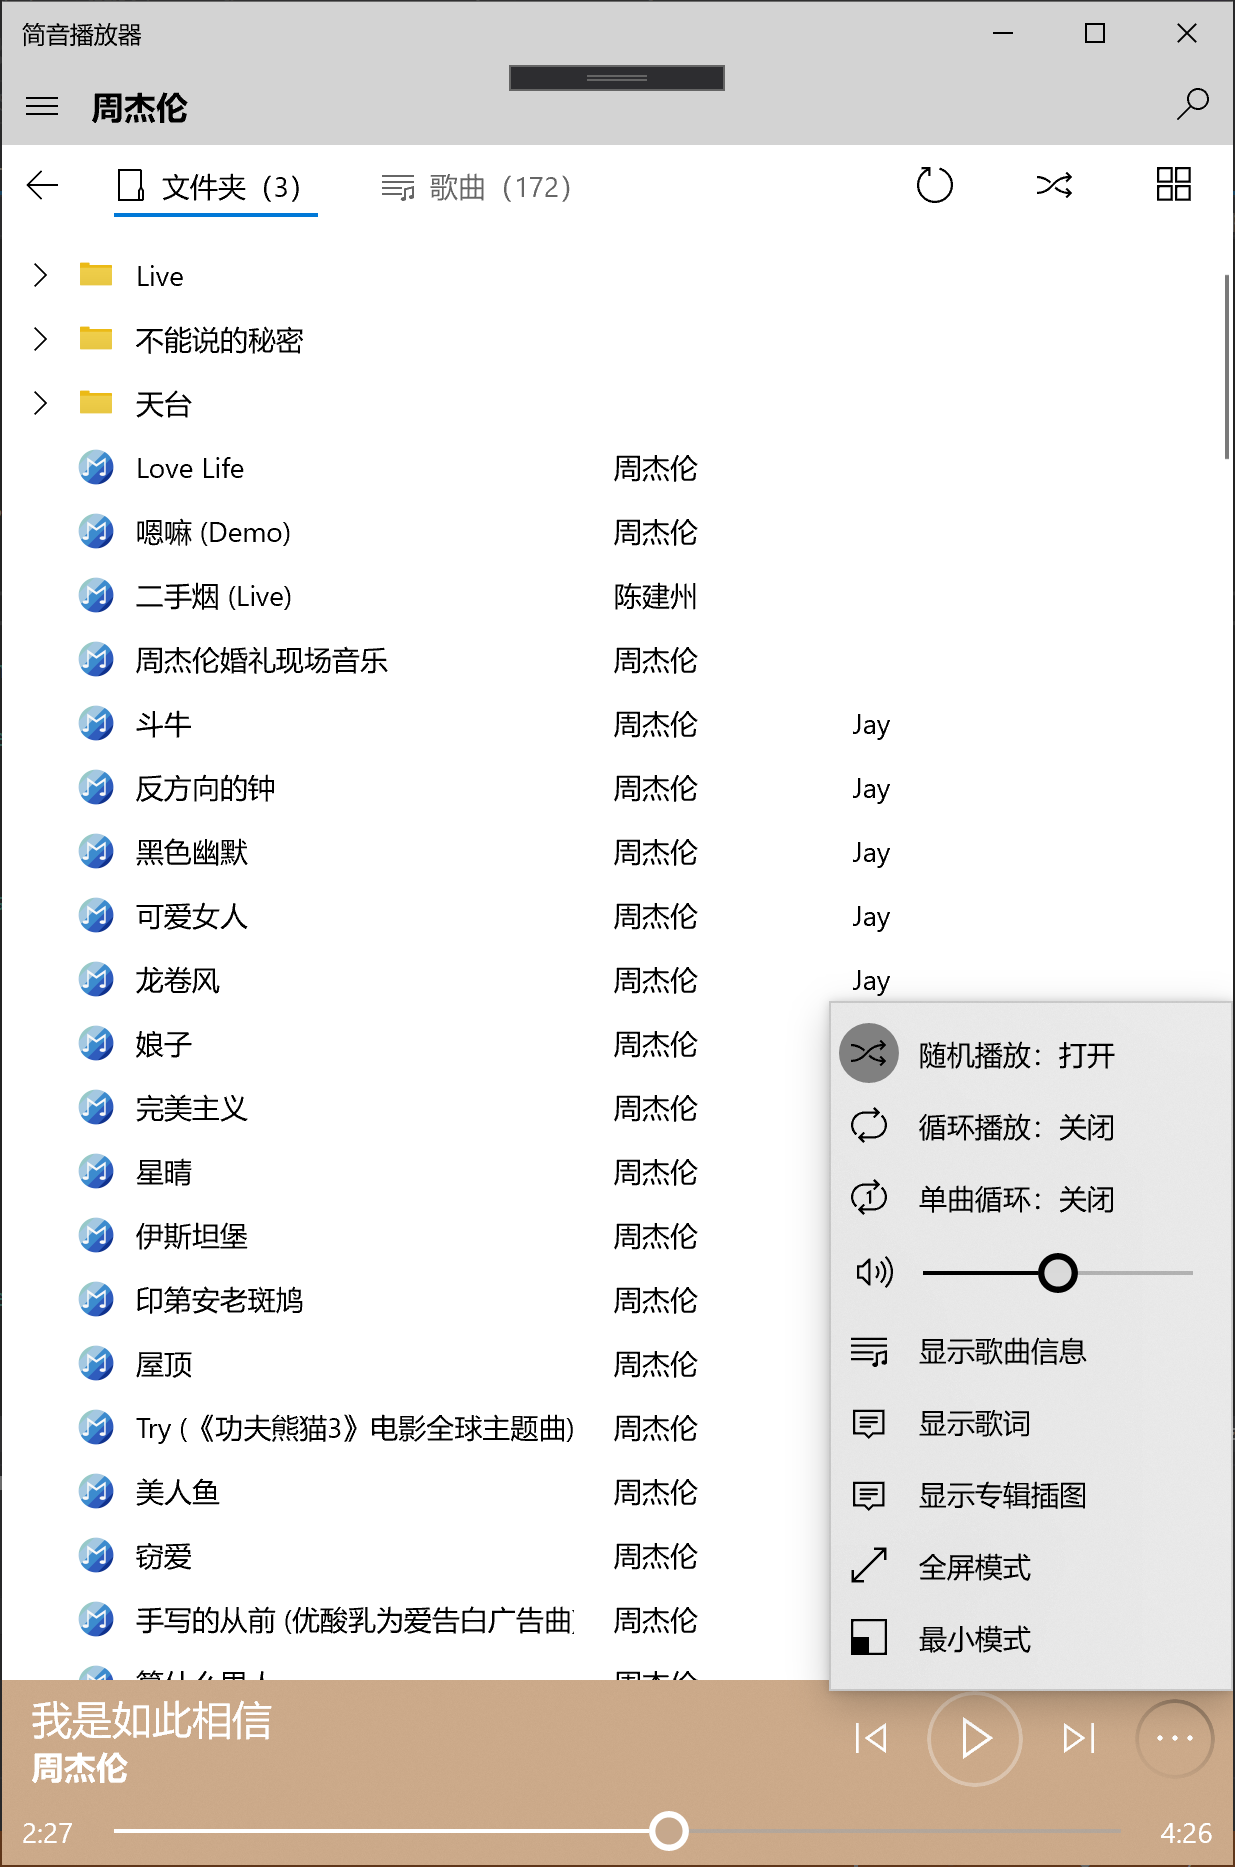 简音播放器
周杰伦
文件夹（3） 歌曲（172）
Live
不能说的秘密
天台
Love Life 周杰伦
嗯嘛 (Demo) 周杰伦
二手烟 (Live) 陈建州
周杰伦婚礼现场音乐 周杰伦
斗牛 周杰伦 Jay
反方向的钟 周杰伦 Jay
黑色幽默 周杰伦 Jay
可爱女人 周杰伦 Jay
龙卷风 周杰伦 Jay
娘子 周杰伦
完美主义 周杰伦
星晴 周杰伦
伊斯坦堡 周杰伦
印第安老斑鸠 周杰伦
屋顶 周杰伦
Try (《功夫熊猫3》电影全球主题曲) 周杰伦
美人鱼 周杰伦
窃爱 周杰伦
手写的从前 (优酸乳为爱告白广告曲) 周杰伦
随机播放：打开
循环播放：关闭
单曲循环：关闭
显示歌曲信息
显示歌词
显示专辑插图
全屏模式
最小模式
我是如此相信
周杰伦
2:27 4:26